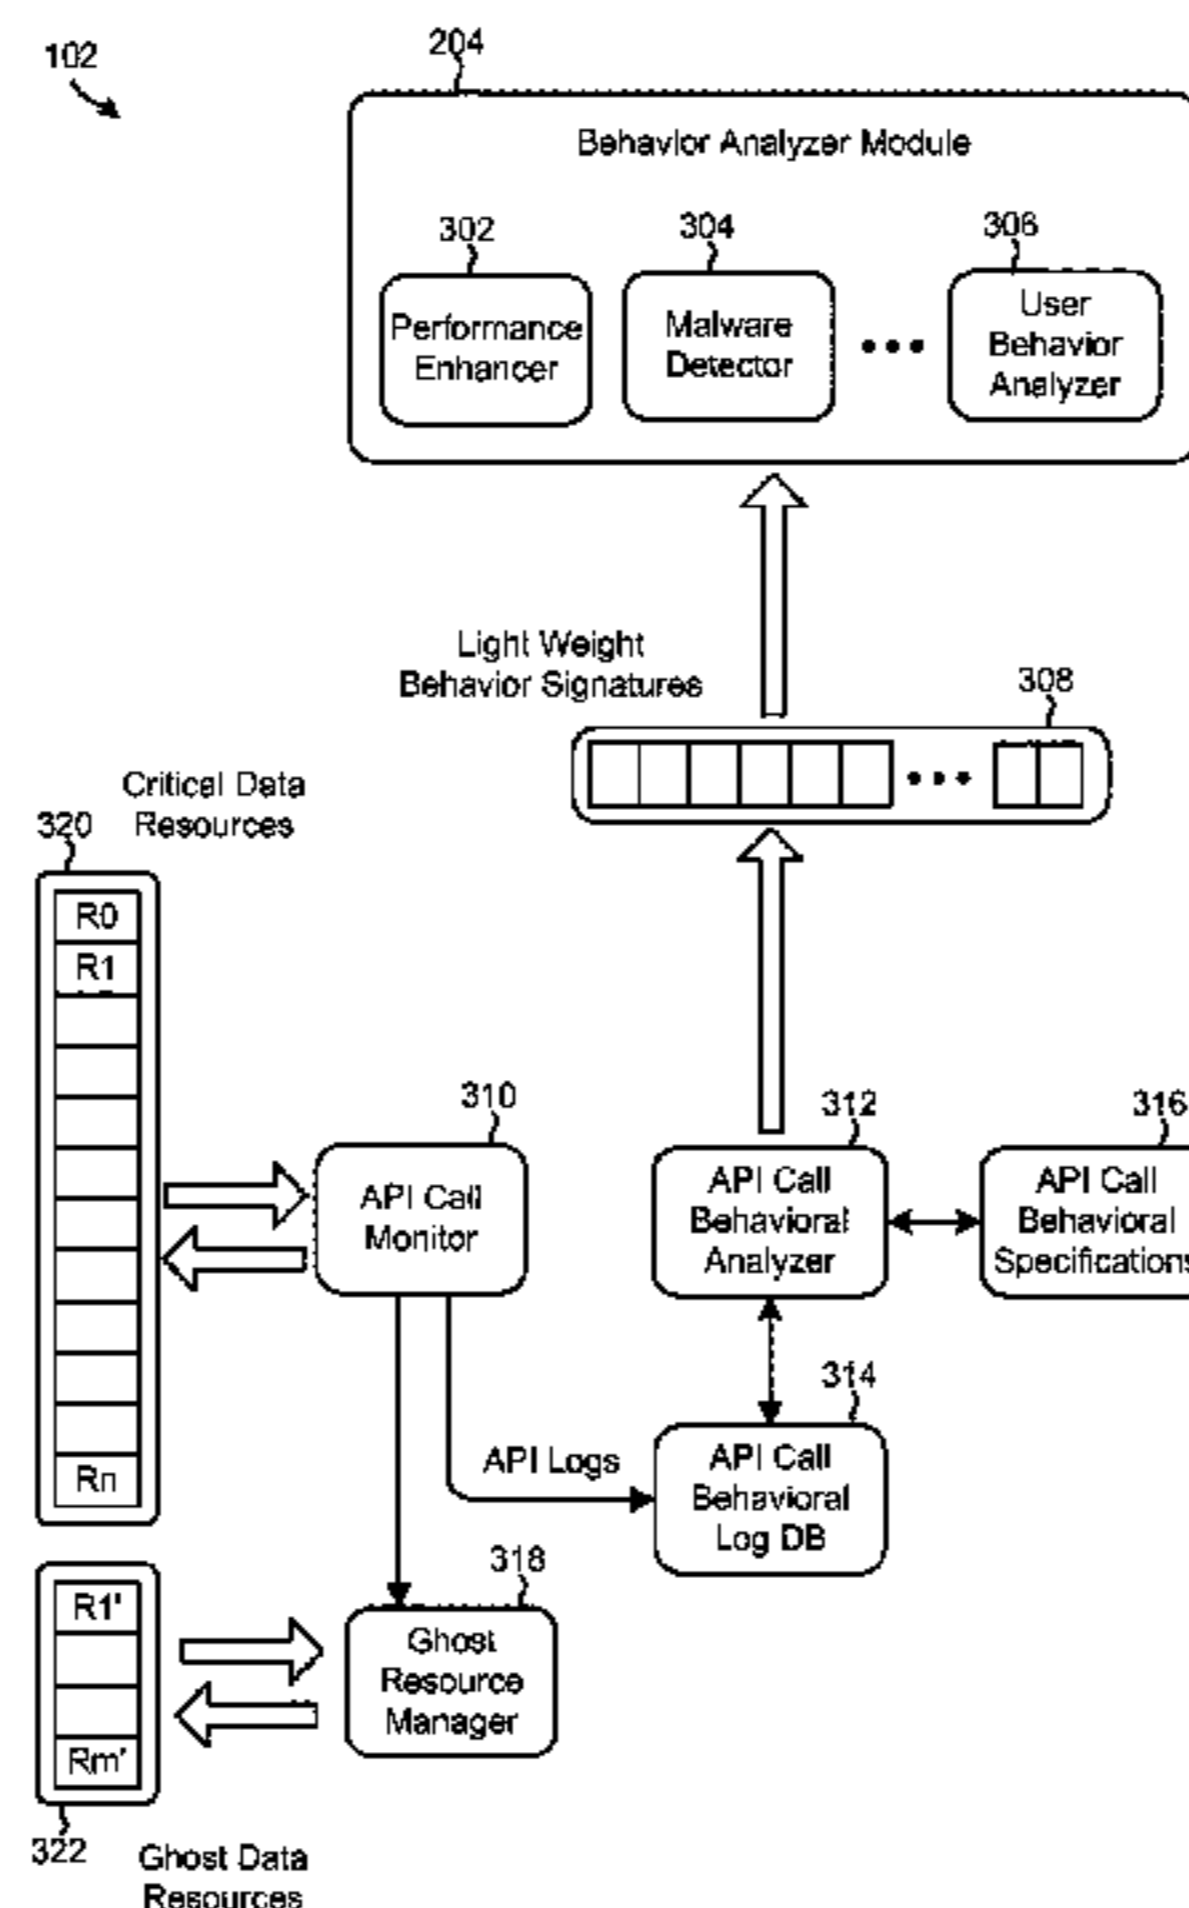 102
204
Behavior Analyzer Module
302
304
306
Performance
Enhancer
Malware
Detector
User
Behavior
Analyzer
Light Weight
Behavior Signatures
308
Critical Data
Resources
320
R0
R1
Rn
310
API Call
Monitor
312
API Call
Behavioral
Analyzer
316
API Call
Behavioral
Specifications
314
API Logs
API Call
Behavioral
Log DB
318
Ghost
Resource
Manager
R1'
Rm'
322
Ghost Data
Resources